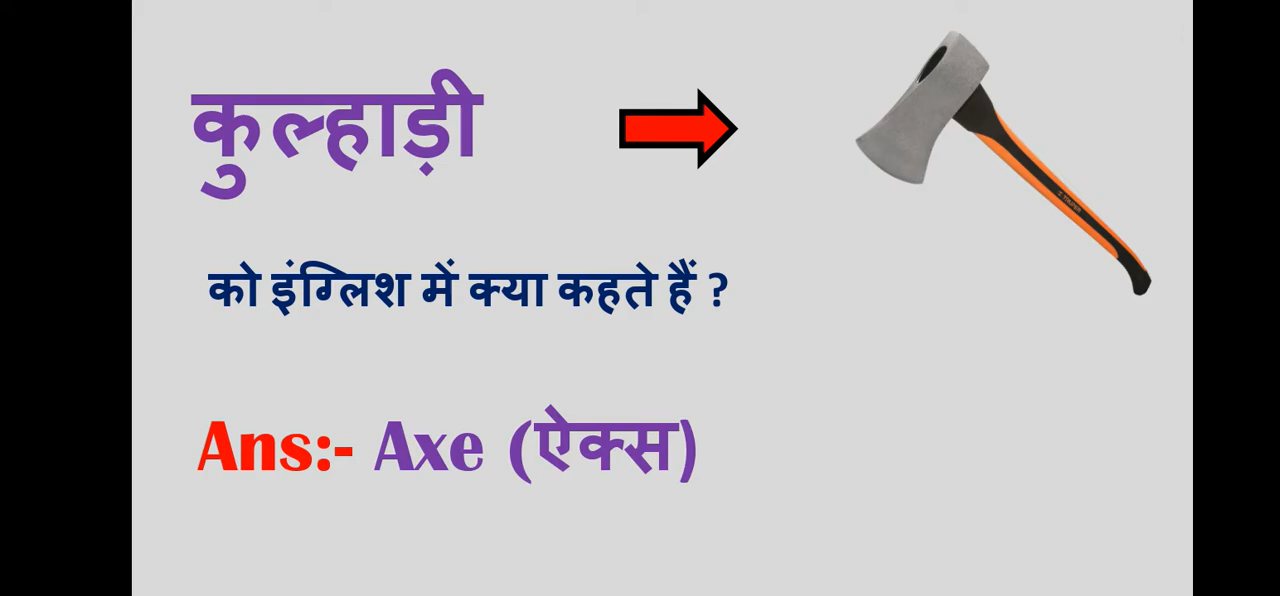 कुल्हाड़ी
को इंग्लिश में क्या कहते हैं ?
Ans:- Axe (ऐक्स)